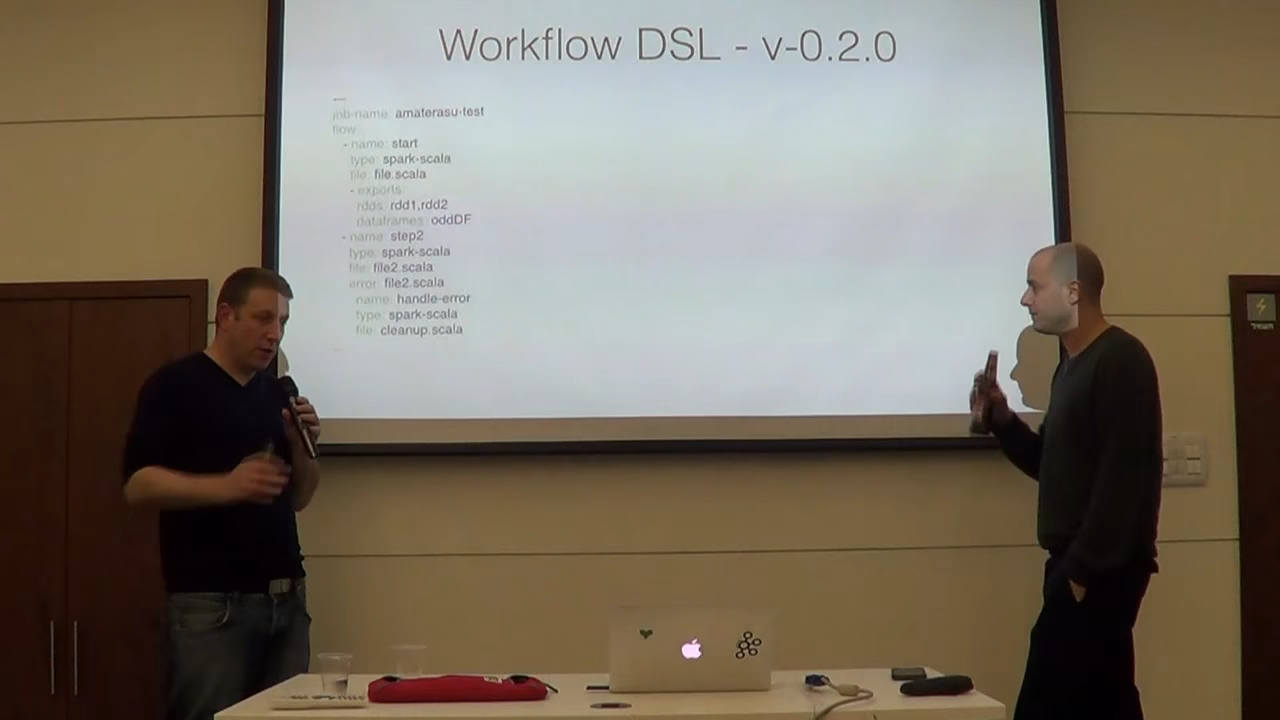 Workflow DSL - v-0.2.0
---
job-name: amaterasu-test
flow:
- name: start
type: spark-scala
file: file.scala
- exports:
rdds: rdd1,rdd2
dataframes: oddDF
- name: step2
type: spark-scala
file: file2.scala
error: file2.scala
name: handle-error
type: spark-scala
file: cleanup.scala
...
חשמל